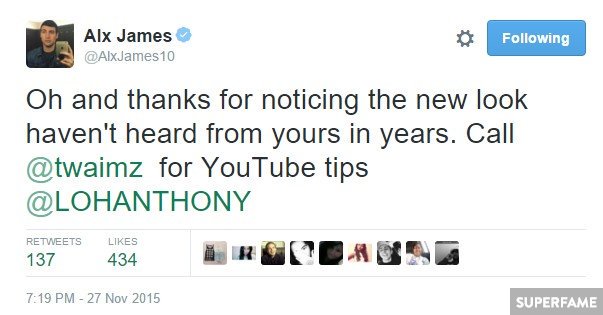 Alx James
@AlxJames10
Following
Oh and thanks for noticing the new look
haven't heard from yours in years. Call
@twaimz for YouTube tips
@LOHANTHONY
RETWEETS LIKES
137 434
7:19 PM - 27 Nov 2015
SUPERFAME